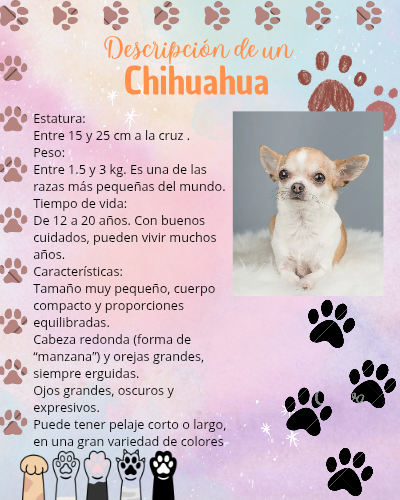 Descripción de un
Chihuahua
Estatura:
Entre 15 y 25 cm a la cruz .
Peso:
Entre 1.5 y 3 kg. Es una de las
razas más pequeñas del mundo.
Tiempo de vida:
De 12 a 20 años. Con buenos
cuidados, pueden vivir muchos
años.
Características:
Tamaño muy pequeño, cuerpo
compacto y proporciones
equilibradas.
Cabeza redonda (forma de
“manzana”) y orejas grandes,
siempre erguidas.
Ojos grandes, oscuros y
expresivos.
Puede tener pelaje corto o largo,
en una gran variedad de colores